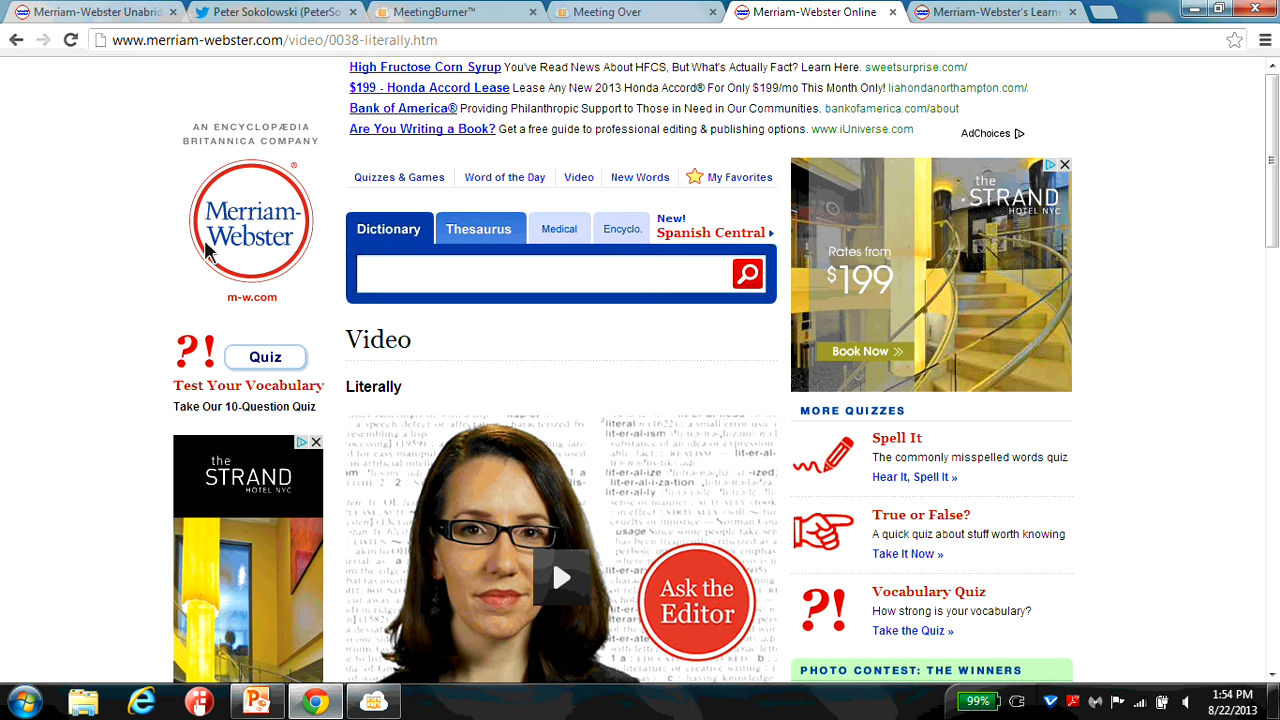 Merriam-Webster Unabrid
Peter Sokolowski (PeterSo
MeetingBurner™
Meeting Over
Merriam-Webster Online
Merriam-Webster's Learne
www.merriam-webster.com/video/0038-literally.htm
High Fructose Corn Syrup You've Read News About HFCS, But What's Actually Fact? Learn Here. sweetsurprise.com/
$199 - Honda Accord Lease Lease Any New 2013 Honda Accord® For Only $199/mo This Month Only! liahondanorthampton.com/.
Bank of America® Providing Philanthropic Support to Those in Need in Our Communities. bankofamerica.com/about
Are You Writing a Book? Get a free guide to professional editing & publishing options. www.iUniverse.com
AdChoices
AN ENCYCLOPÆDIA
BRITANNICA COMPANY
Merriam-
Webster
®
m-w.com
Quizzes & Games
Word of the Day
Video
New Words
My Favorites
Dictionary
Thesaurus
Medical
Encyclo.
New!
Spanish Central
?!
Quiz
Test Your Vocabulary
Take Our 10-Question Quiz
the
STRAND
HOTEL NYC
Video
Literally
Ask the
Editor
the
STRAND
HOTEL NYC
Rates from
$199
Book Now
MORE QUIZZES
Spell It
The commonly misspelled words quiz
Hear It, Spell It »
True or False?
A quick quiz about stuff worth knowing
Take It Now »
?!
Vocabulary Quiz
How strong is your vocabulary?
Take the Quiz »
PHOTO CONTEST: THE WINNERS
99%
1:54 PM
8/22/2013